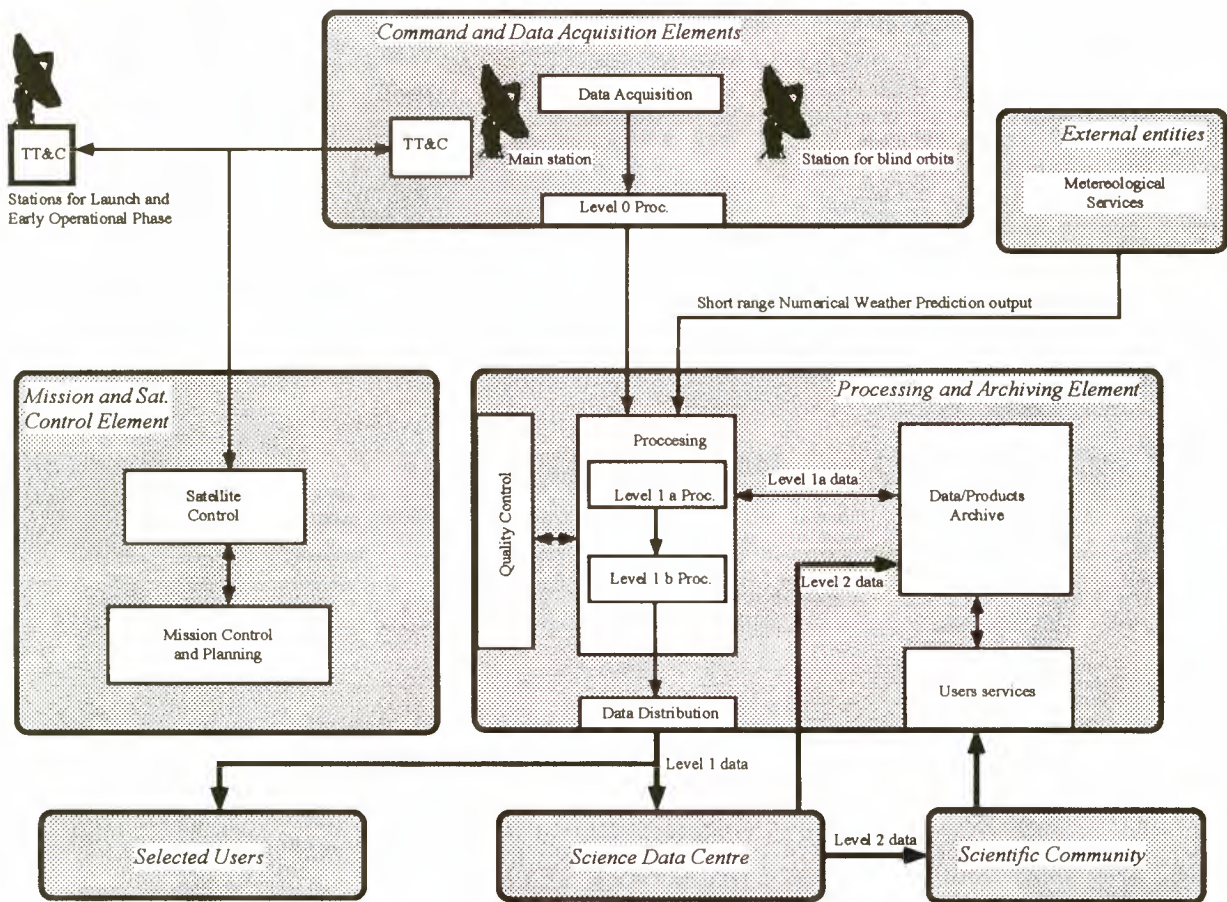 Command and Data Acquisition Elements
Data Acquisition
TT&C
TT&C
Main station
Station for blind orbits
Stations for Launch and
Early Operational Phase
Level 0 Proc.
External entities
Metereological
Services
Short range Numerical Weather Prediction output
Mission and Sat.
Control Element
Satellite
Control
Mission Control
and Planning
Processing and Archiving Element
Quality Control
Proccesing
Level 1 a Proc.
Level 1 b Proc.
Level 1a data
Data/Products
Archive
Level 2 data
Users services
Data Distribution
Level 1 data
Selected Users
Science Data Centre
Level 2 data
Scientific Community